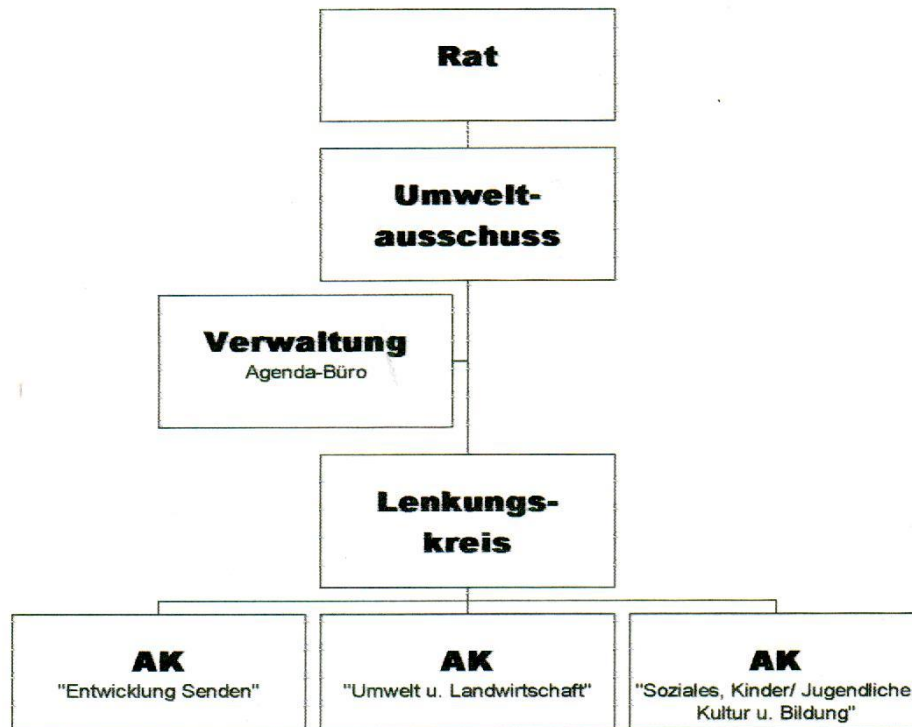 Rat
Umwelt-
ausschuss
Verwaltung
Agenda-Büro
Lenkungs-
kreis
AK
"Entwicklung Senden"
AK
"Umwelt u. Landwirtschaft"
AK
"Soziales, Kinder/ Jugendliche
Kultur u. Bildung"